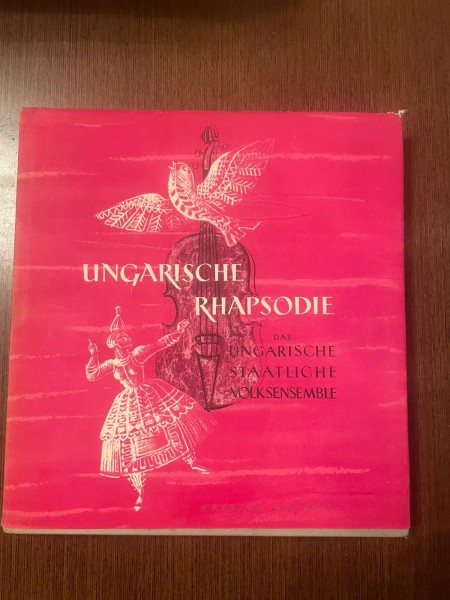 UNGARISCHE
RHAPSODIE
DAS
UNGARISCHE
STAATLICHE
VOLKSENSEMBLE